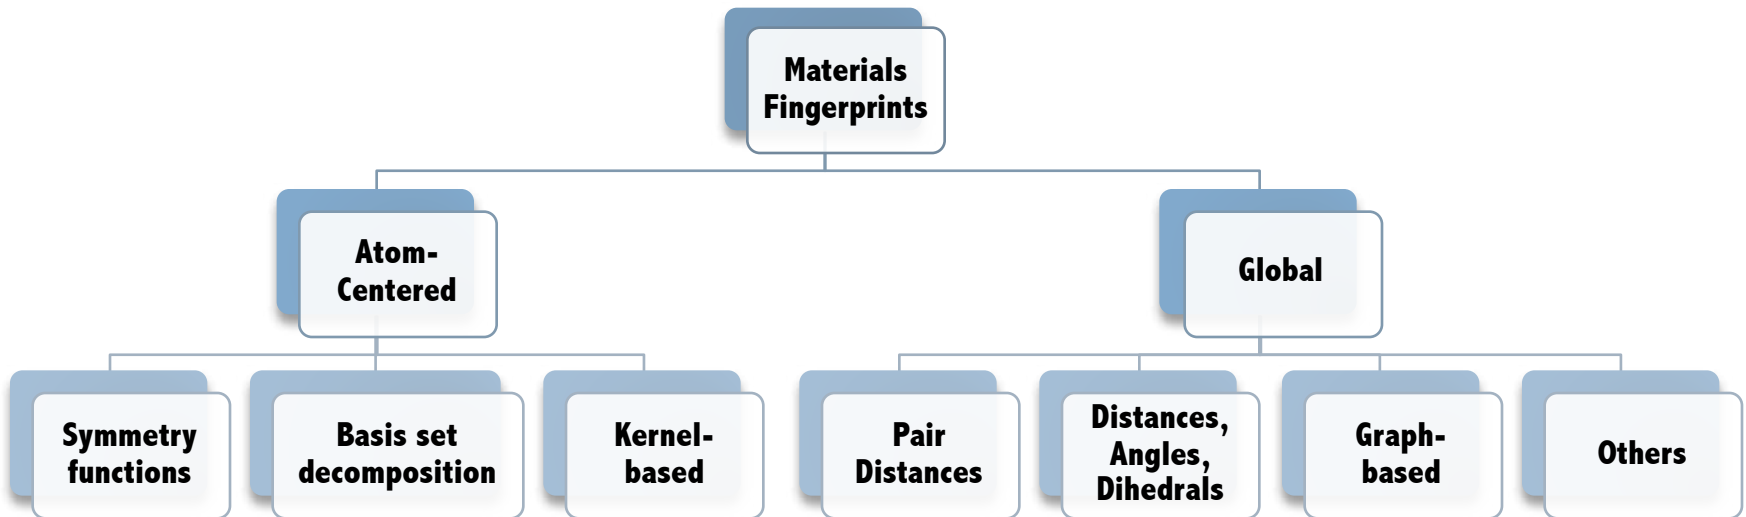 Materials
Fingerprints
Atom-
Centered
Global
Symmetry
functions
Basis set
decomposition
Kernel-
based
Pair
Distances
Distances,
Angles,
Dihedrals
Graph-
based
Others